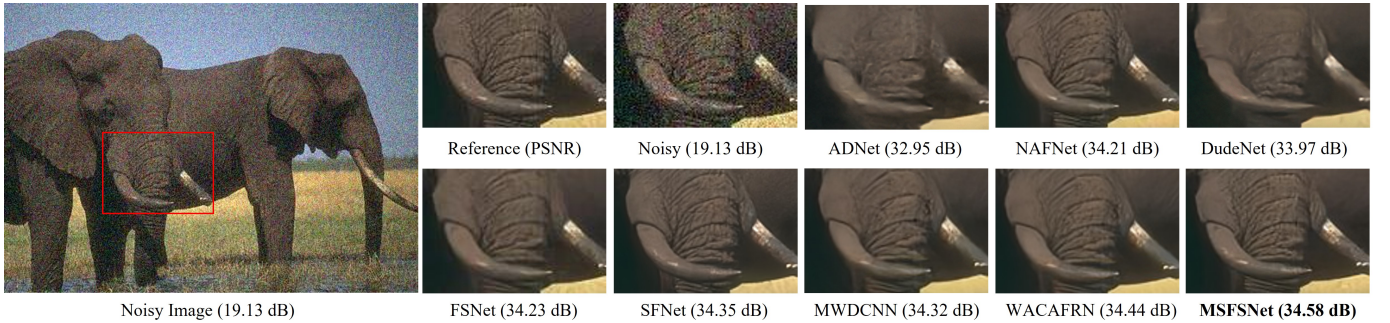 Reference (PSNR)
Noisy (19.13 dB)
ADNet (32.95 dB)
NAFNet (34.21 dB)
DudeNet (33.97 dB)
Noisy Image (19.13 dB)
FSNet (34.23 dB)
SFNet (34.35 dB)
MWDCNN (34.32 dB)
WACAFRN (34.44 dB)
MSFSNet (34.58 dB)